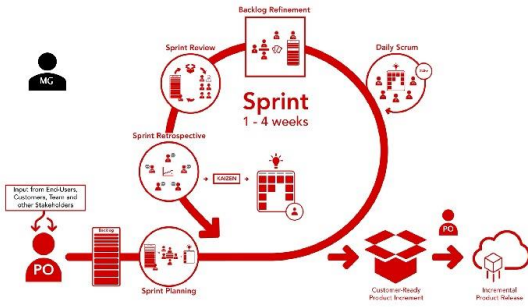 Backlog Refinement
Sprint Review
Daily Scrum
MG
Sprint
1 - 4 weeks
Sprint Retrospective
KAIZEN
Input from End-Users,
Customers, Team and
other Stakeholders
Backlog
PO
PO
Sprint Planning
Customer-Ready
Product Increment
Incremental
Product Release